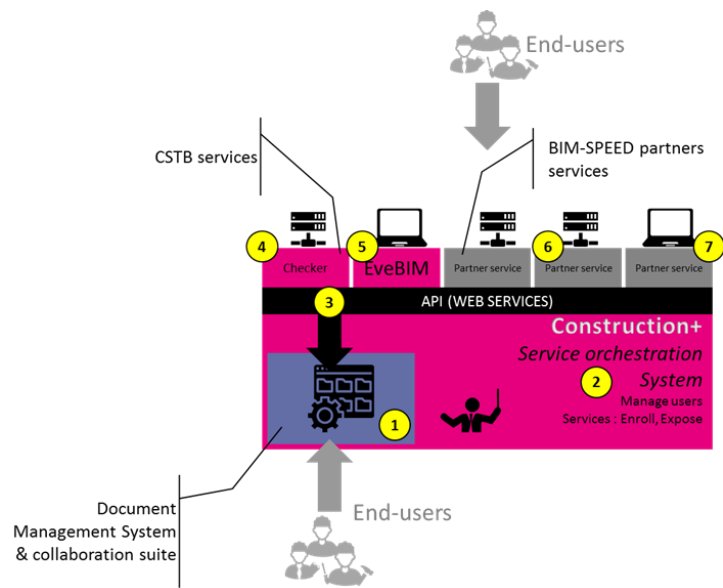 End-users
CSTB services
BIM-SPEED partners
services
4
5
6
7
Checker
EveBIM
Partner service
Partner service
Partner service
3
API (WEB SERVICES)
Construction+
Service orchestration
2
System
Manage users
Services : Enroll, Expose
1
End-users
Document
Management System
& collaboration suite